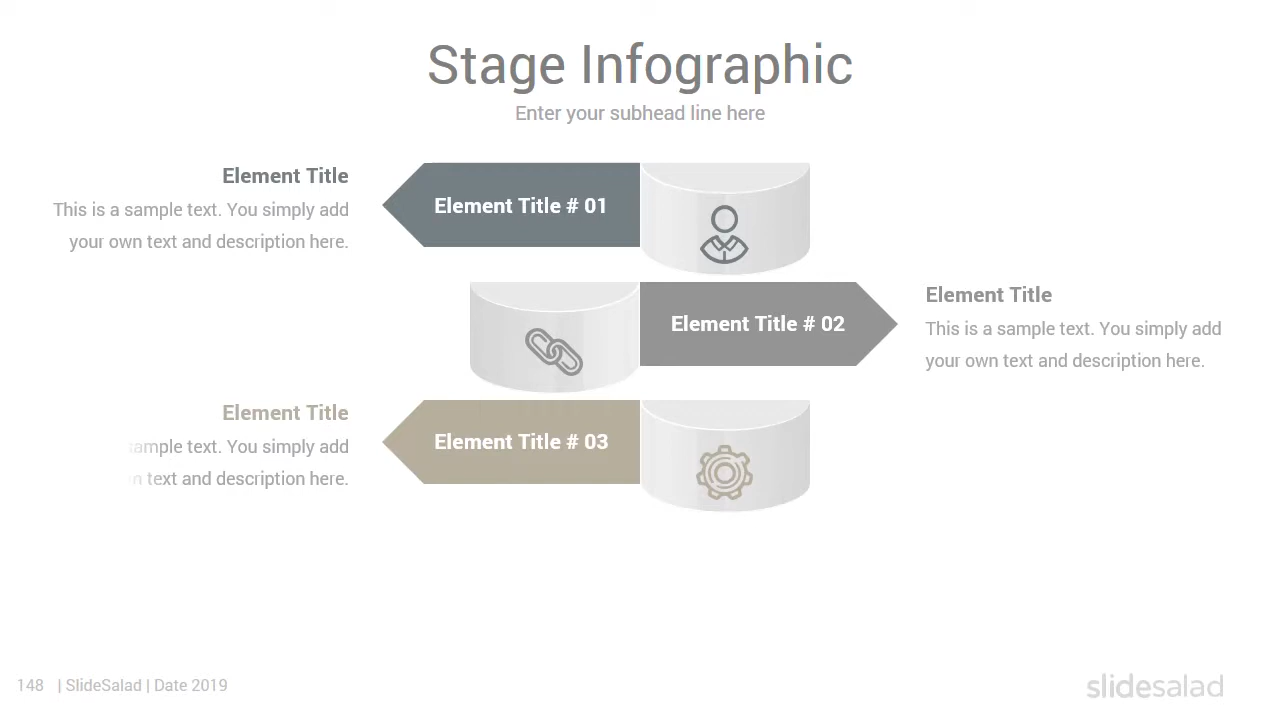 Stage Infographic
Enter your subhead line here
Element Title
This is a sample text. You simply add
your own text and description here.
Element Title # 01
Element Title # 02
Element Title
This is a sample text. You simply add
your own text and description here.
Element Title
text. You simply add
text and description here.
Element Title # 03
148 | SlideSalad | Date 2019
slidesalad